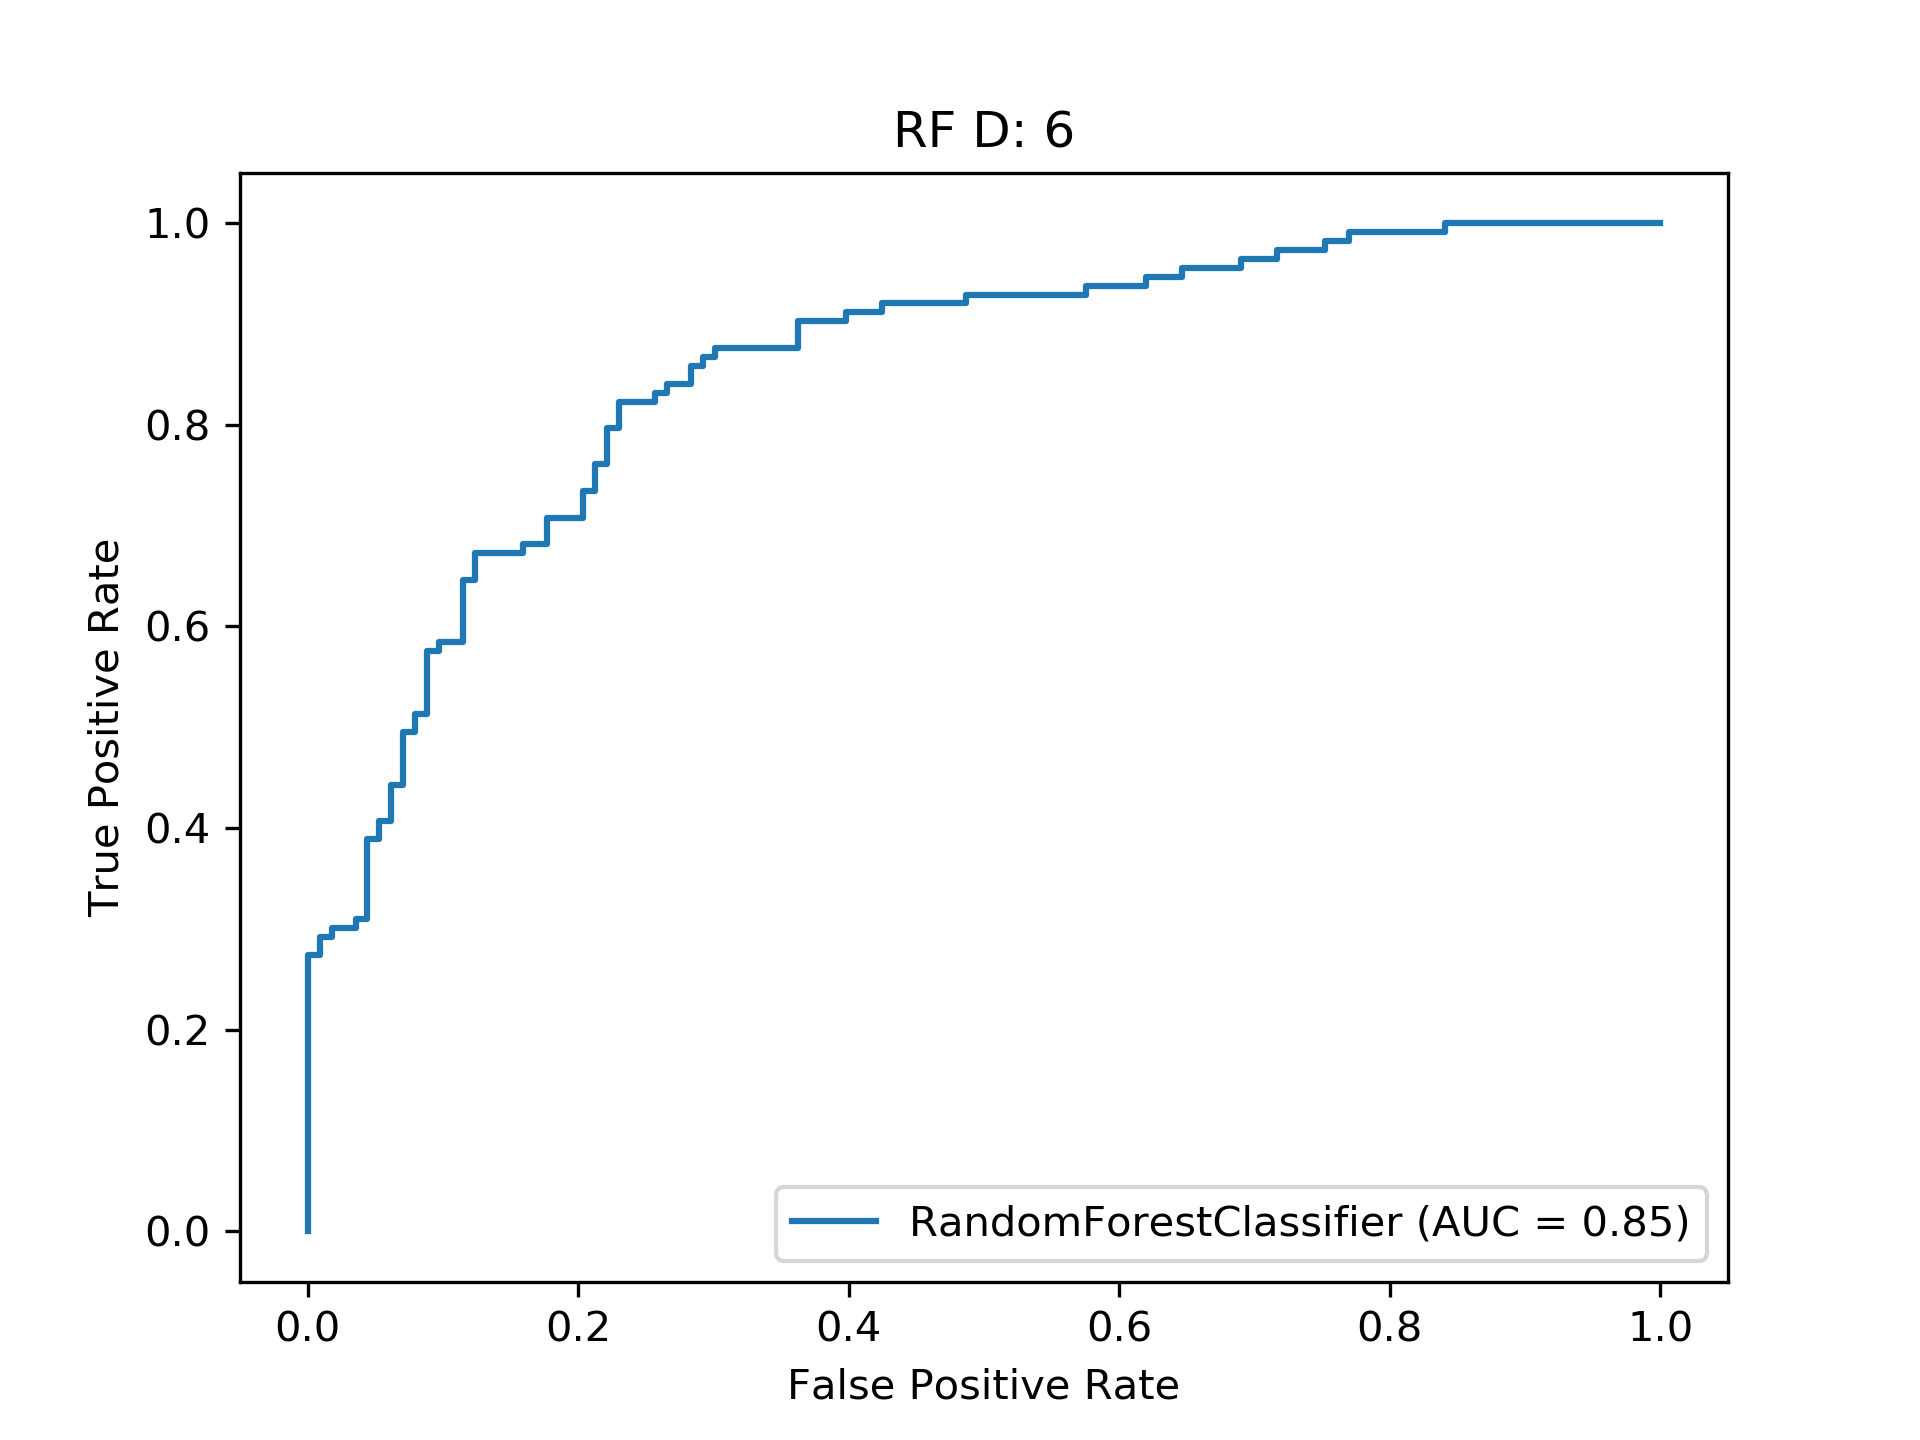 RF D: 6
1.0
0.8
0.6
0.4
0.2
0.0
True Positive Rate
RandomForestClassifier (AUC = 0.85)
0.0 0.2 0.4 0.6 0.8 1.0
False Positive Rate